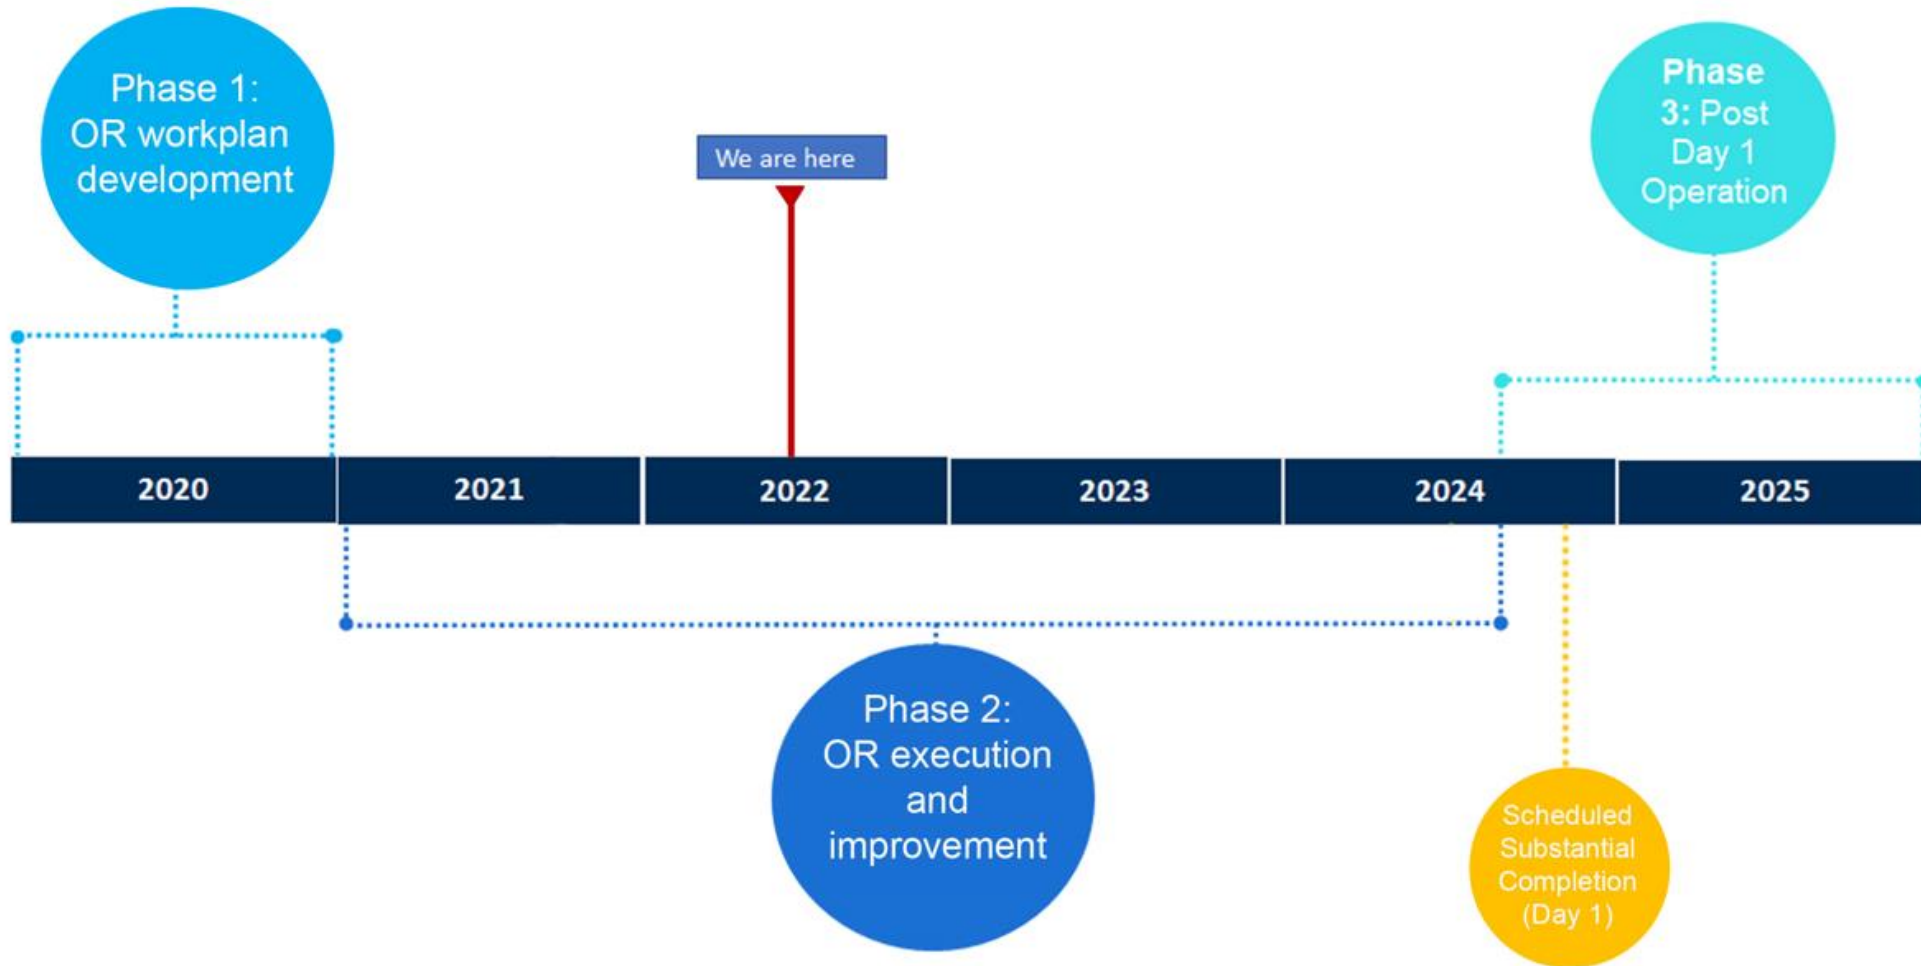 Phase 1:
OR workplan
development
We are here
Phase
3: Post
Day 1
Operation
2020
2021
2022
2023
2024
2025
Phase 2:
OR execution
and
improvement
Scheduled
Substantial
Completion
(Day 1)